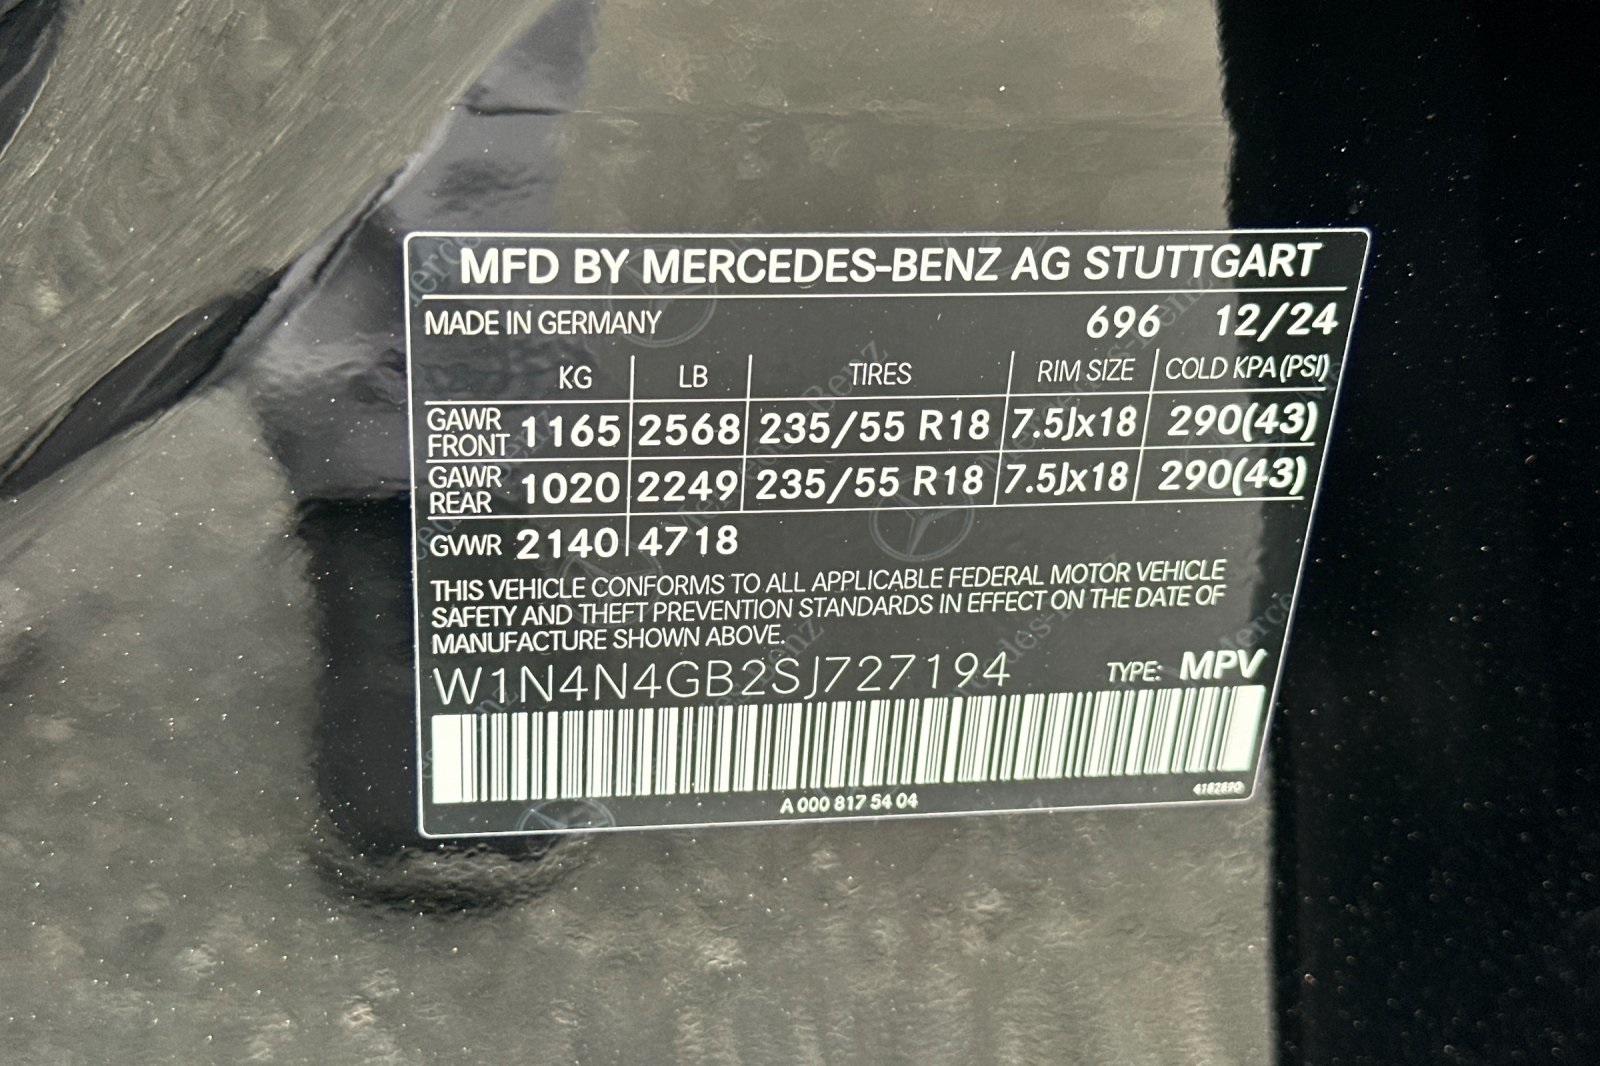 MFD BY MERCEDES-BENZ AG STUTTGART
MADE IN GERMANY 696 12/24
KG LB TIRES RIM SIZE COLD KPA(PSI)
GAWR FRONT 1165 2568 235/55 R18 7.5Jx18 290(43)
GAWR REAR 1020 2249 235/55 R18 7.5Jx18 290(43)
GVWR 2140 4718
THIS VEHICLE CONFORMS TO ALL APPLICABLE FEDERAL MOTOR VEHICLE
SAFETY AND THEFT PREVENTION STANDARDS IN EFFECT ON THE DATE OF
MANUFACTURE SHOWN ABOVE.
W1N4N4GB2SJ727194 TYPE: MPV
A 000 817 54 04